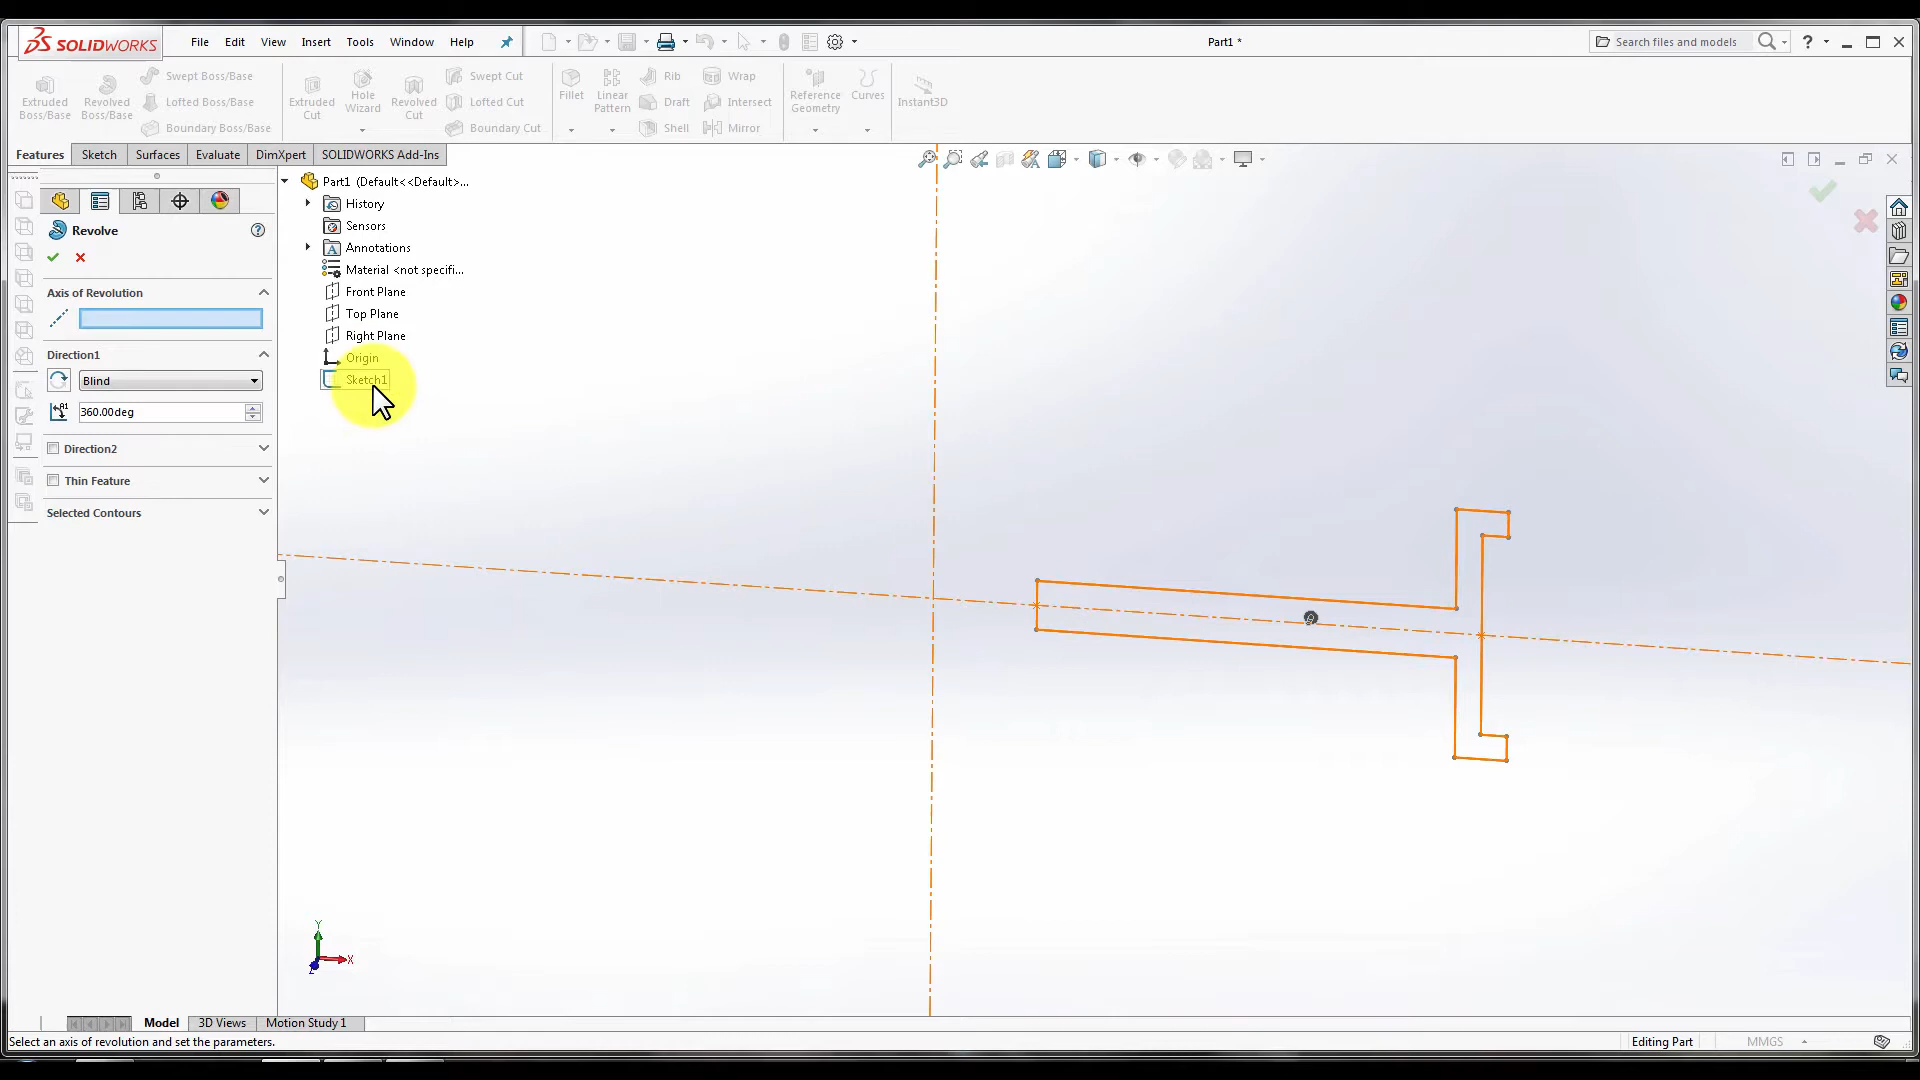 SOLIDWORKS
File Edit View Insert Tools Window Help
Part1 *
Search files and models
?
Extruded Boss/Base
Revolved Boss/Base
Swept Boss/Base
Lofted Boss/Base
Boundary Boss/Base
Extruded Cut
Hole Wizard
Revolved Cut
Swept Cut
Lofted Cut
Boundary Cut
Fillet
Linear Pattern
Rib
Draft
Shell
Wrap
Intersect
Mirror
Reference Geometry
Curves
Instant3D
Features Sketch Surfaces Evaluate DimXpert SOLIDWORKS Add-Ins
Revolve
?
Axis of Revolution
Direction1
Blind
360.00deg
Direction2
Thin Feature
Selected Contours
Part1 (Default<<Default>...
History
Sensors
A Annotations
Material <not specifi...
Front Plane
Top Plane
Right Plane
Origin
Sketch1
Y
X
Z
Model 3D Views Motion Study 1
Select an axis of revolution and set the parameters.
Editing Part
MMGS